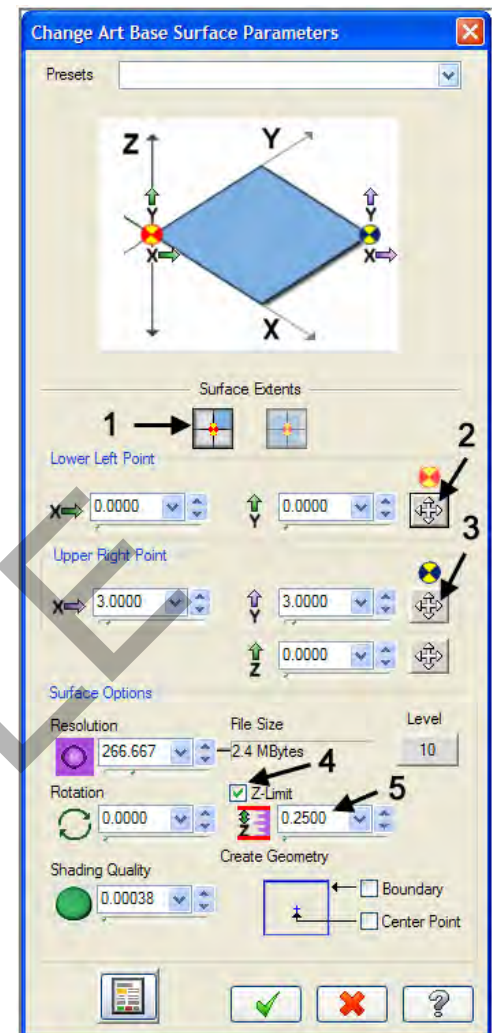 Change Art Base Surface Parameters
Presets
Z Y
Y Y
X X
X
Surface Extents
1
2
Lower Left Point
X 0.0000 Y 0.0000
3
Upper Right Point
X 3.0000 Y 3.0000
Z 0.0000
Surface Options
Resolution File Size Level
266.667 2.4 MBytes 10
4
Rotation Z-Limit 5
0.0000 Z 0.2500
Shading Quality Create Geometry
0.00038 Boundary
Center Point
?
E